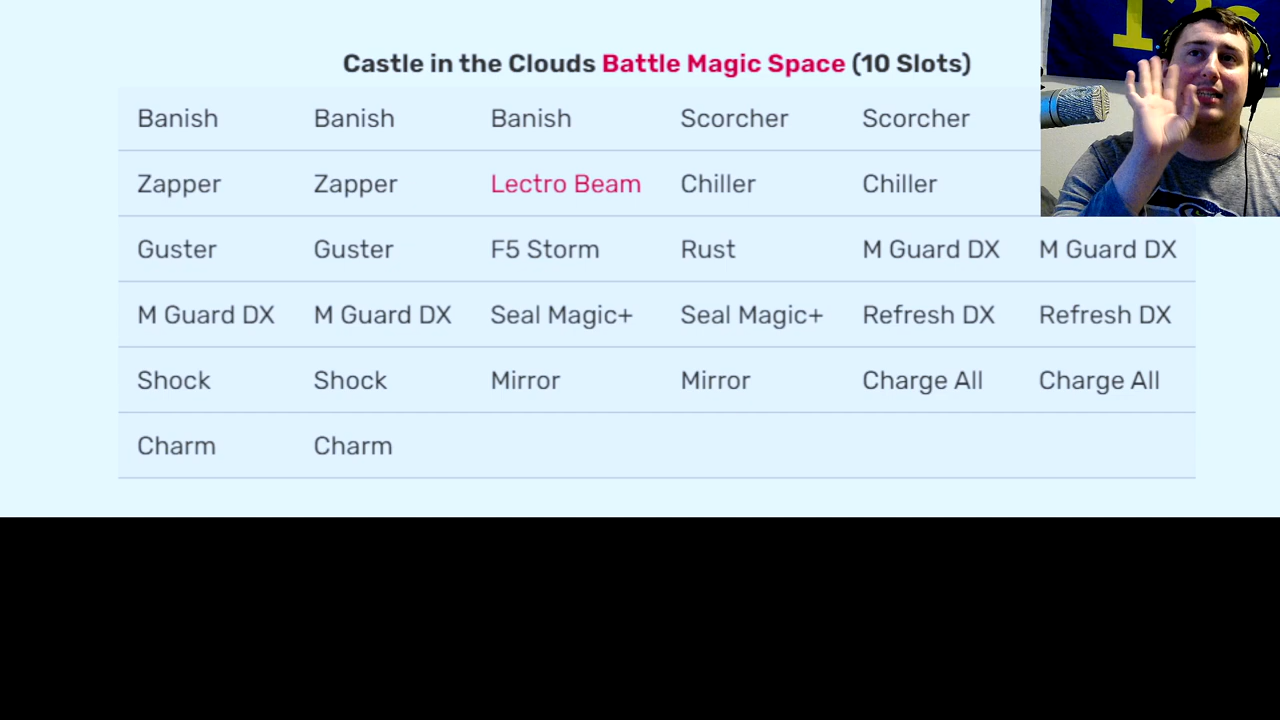 Castle in the Clouds Battle Magic Space (10 Slots)
Banish Banish Banish Scorcher Scorcher
Zapper Zapper Lectro Beam Chiller Chiller
Guster Guster F5 Storm Rust M Guard DX M Guard DX
M Guard DX M Guard DX Seal Magic+ Seal Magic+ Refresh DX Refresh DX
Shock Shock Mirror Mirror Charge All Charge All
Charm Charm